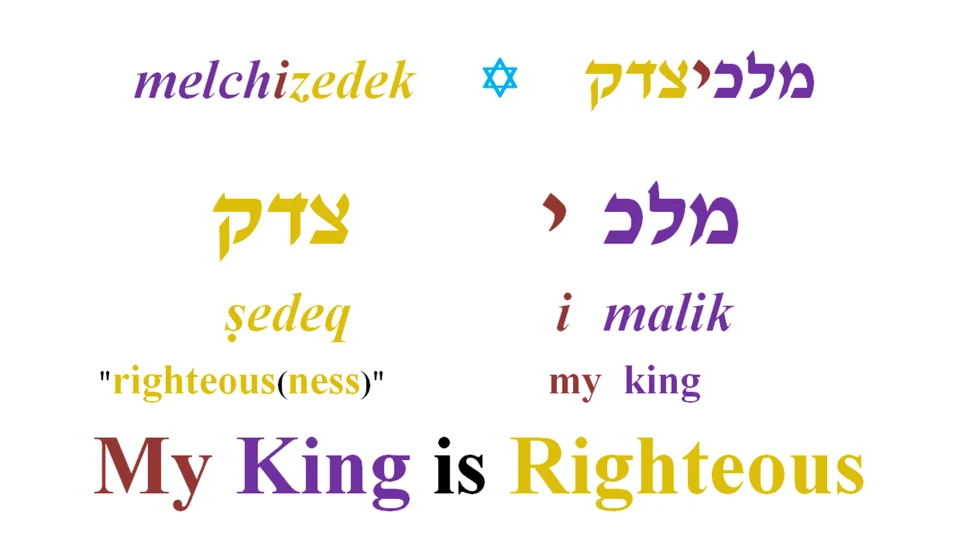 melchizedek ✡ מלכיצדק
צדק י מלכ
ṣedeq i malik
"righteous(ness)" my king
My King is Righteous